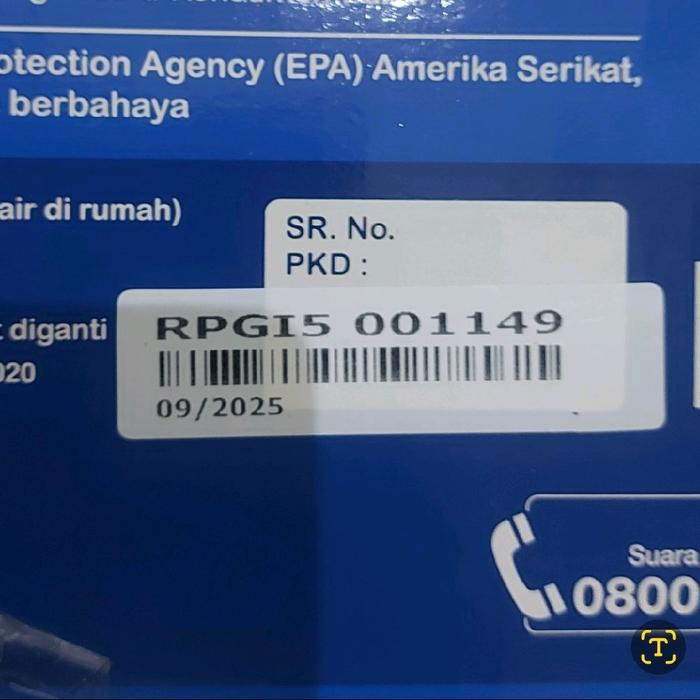 otection Agency (EPA) Amerika Serikat,
berbahaya
air di rumah)
SR. No.
PKD :
diganti
020
RPGI5 001149
09/2025
Suara
0800